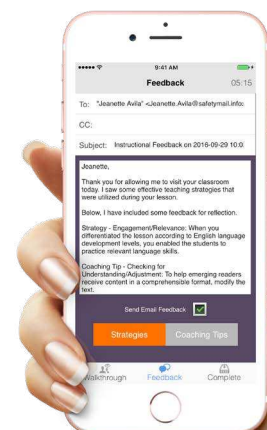 9:41 AM
Feedback 05:15
To: "Jeanette Avila" <Jeanette.Avila@safetymail.info>
CC:
Subject: Instructional Feedback on 2016-09-29 10:0
Jeanette,
Thank you for allowing me to visit your classroom
today. I saw some effective teaching strategies that
were utilized during your lesson.
Below, I have included some feedback for reflection.
Strategy - Engagement/Relevance: When you
differentiated the lesson according to English language
development levels, you enabled the students to
practice relevant language skills.
Coaching Tip - Checking for
Understanding/Adjustment: To help emerging readers
receive content in a comprehensible format, modify the
text.
Send Email Feedback
Strategies Coaching Tips
Walkthrough Feedback Complete